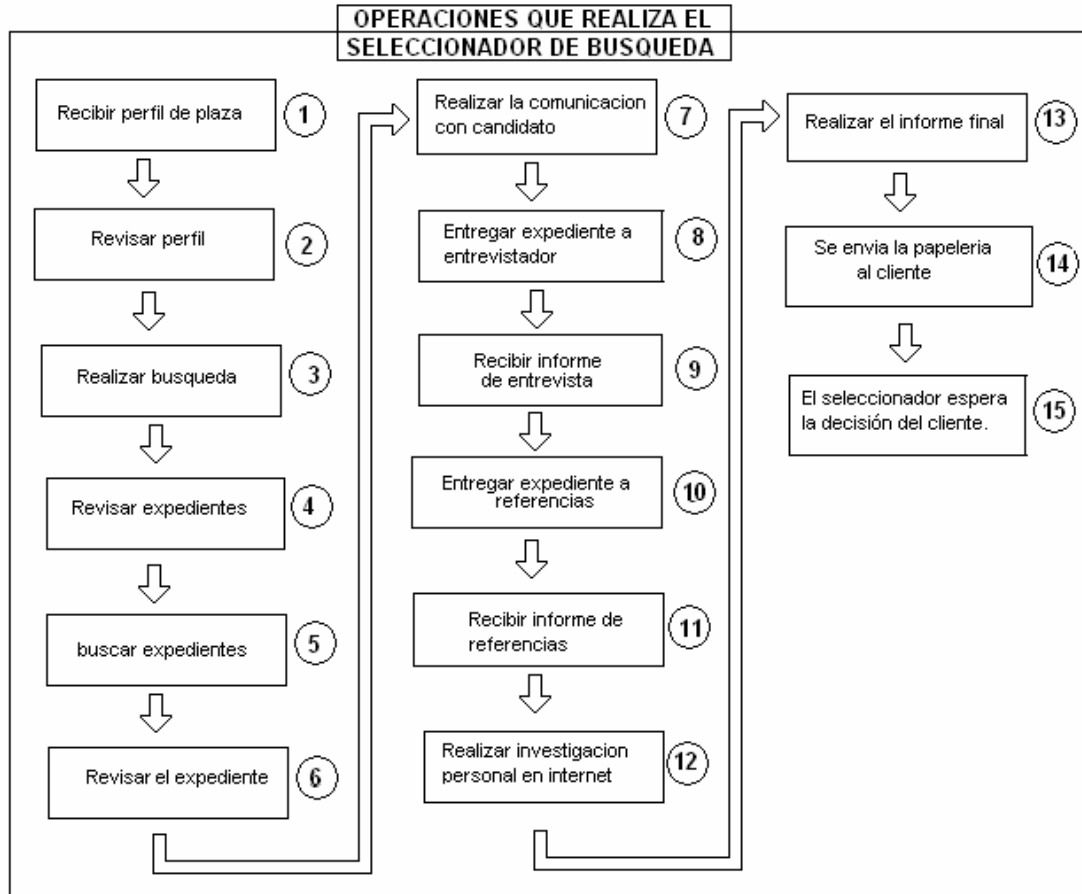 OPERACIONES QUE REALIZA EL
SELECCIONADOR DE BUSQUEDA
Recibir perfil de plaza
1
Revisar perfil
2
Realizar busqueda
3
Revisar expedientes
4
buscar expedientes
5
Revisar el expediente
6
Realizar la comunicacion
con candidato
7
Entregar expediente a
entrevistador
8
Recibir informe
de entrevista
9
Entregar expediente a
referencias
10
Recibir informe de
referencias
11
Realizar investigacion
personal en internet
12
Realizar el informe final
13
Se envia la papeleria
al cliente
14
El seleccionador espera
la decisión del cliente.
15